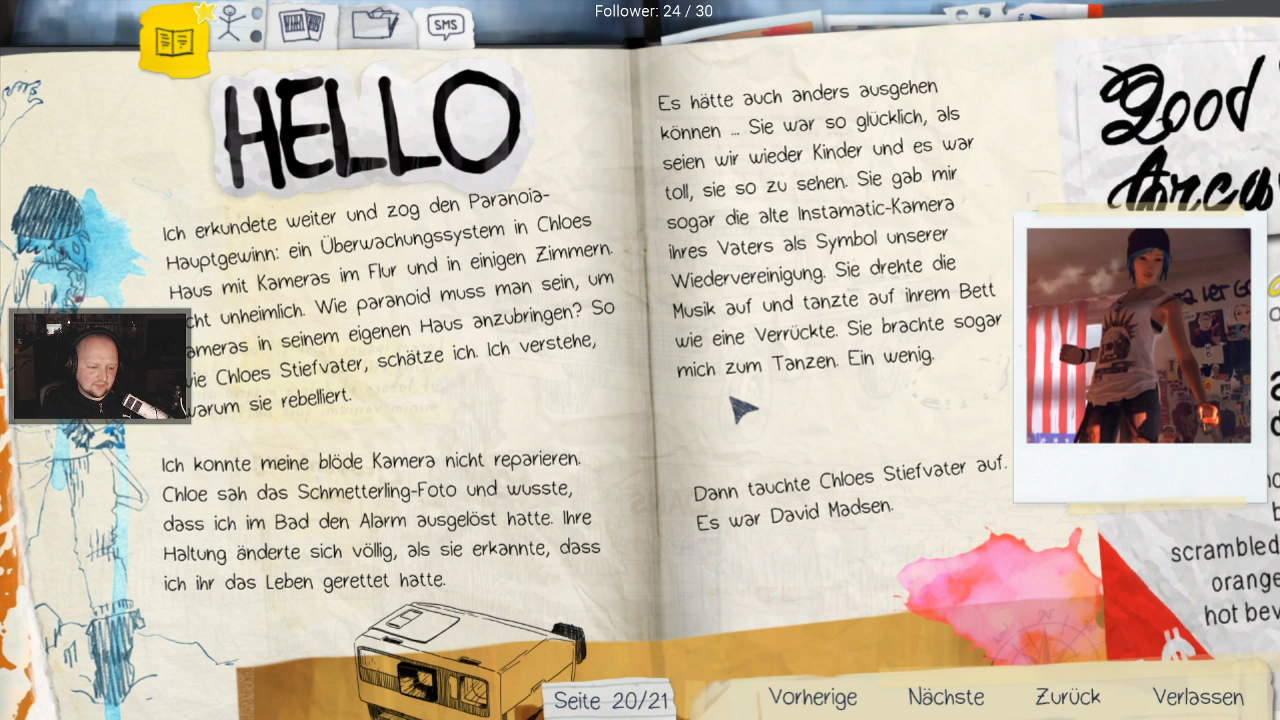 Follower: 24 / 30
SMS
HELLO
Ich erkundete weiter und zog den Paranoia-
Hauptgewinn: ein Überwachungssystem in Chloes
Haus mit Kameras im Flur und in einigen Zimmern.
unheimlich. Wie paranoid muss man sein, um
in seinem eigenen Haus anzubringen? So
Chloes Stiefvater, schätze ich. Ich verstehe,
warum sie rebelliert.
Ich konnte meine blöde Kamera nicht reparieren.
Chloe sah das Schmetterling-Foto und wusste,
dass ich im Bad den Alarm ausgelöst hatte. Ihre
Haltung änderte sich völlig, als sie erkannte, dass
ich ihr das Leben gerettet hatte.
Es hätte auch anders ausgehen
können ... Sie war so glücklich, als
seien wir wieder Kinder und es war
toll, sie so zu sehen. Sie gab mir
sogar die alte Instamatic-Kamera
ihres Vaters als Symbol unserer
Wiedervereinigung. Sie drehte die
Musik auf und tanzte auf ihrem Bett
wie eine Verrückte. Sie brachte sogar
mich zum Tanzen. Ein wenig.
Dann tauchte Chloes Stiefvater auf.
Es war David Madsen.
Good
scrambled
orange
hot
Seite 20/21
Vorherige
Nächste
Zurück
Verlassen